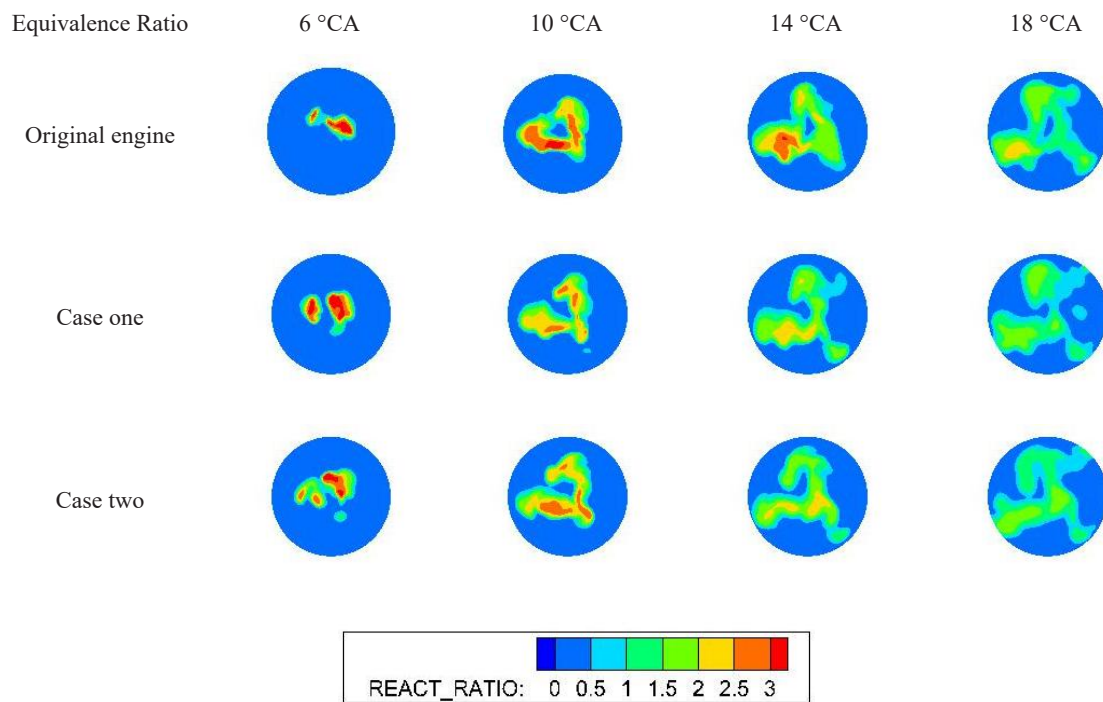 Equivalence Ratio 6 °CA 10 °CA 14 °CA 18 °CA
Original engine
Case one
Case two
REACT_RATIO: 0 0.5 1 1.5 2 2.5 3